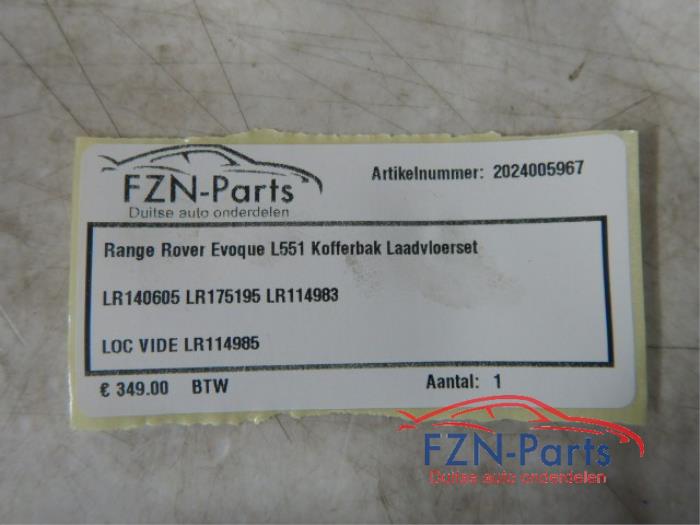 FZN-Parts
Duitse auto onderdelen
Artikelnummer: 2024005967
Range Rover Evoque L551 Kofferbak Laadvloerset
LR140605 LR175195 LR114983
LOC VIDE LR114985
€ 349.00 BTW Aantal: 1
FZN-Parts
Duitse auto onderdelen